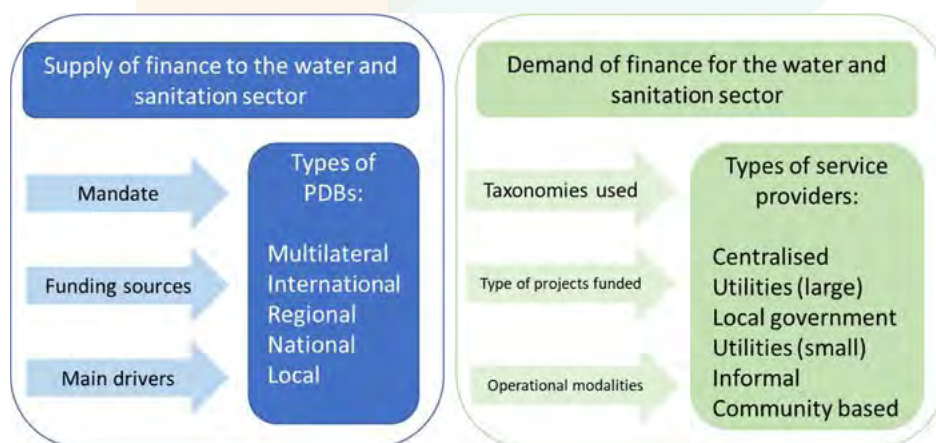 Supply of finance to the water and
sanitation sector
Mandate
Funding sources
Main drivers
Types of
PDBs:
Multilateral
International
Regional
National
Local
Demand of finance for the water and
sanitation sector
Taxonomies used
Type of projects funded
Operational modalities
Types of service
providers:
Centralised
Utilities (large)
Local government
Utilities (small)
Informal
Community based